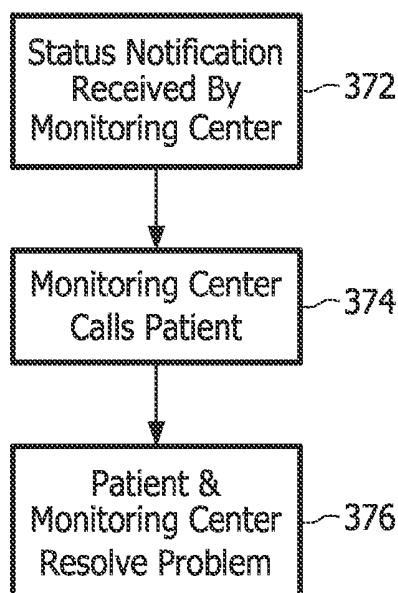 Status Notification
Received By
Monitoring Center
372
Monitoring Center
Calls Patient
374
Patient &
Monitoring Center
Resolve Problem
376